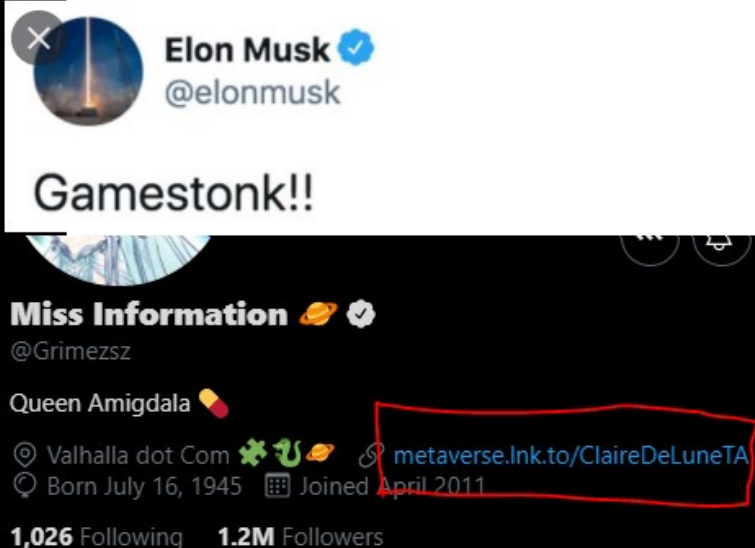 Elon Musk
@elonmusk
Gamestonk!!
Miss Information 🪐
@Grimezsz
Queen Amigdala 💊
Valhalla dot Com 🧩🐉🪐 metaverse.lnk.to/ClaireDeLuneTA
Born July 16, 1945 Joined April 2011
1,026 Following 1.2M Followers